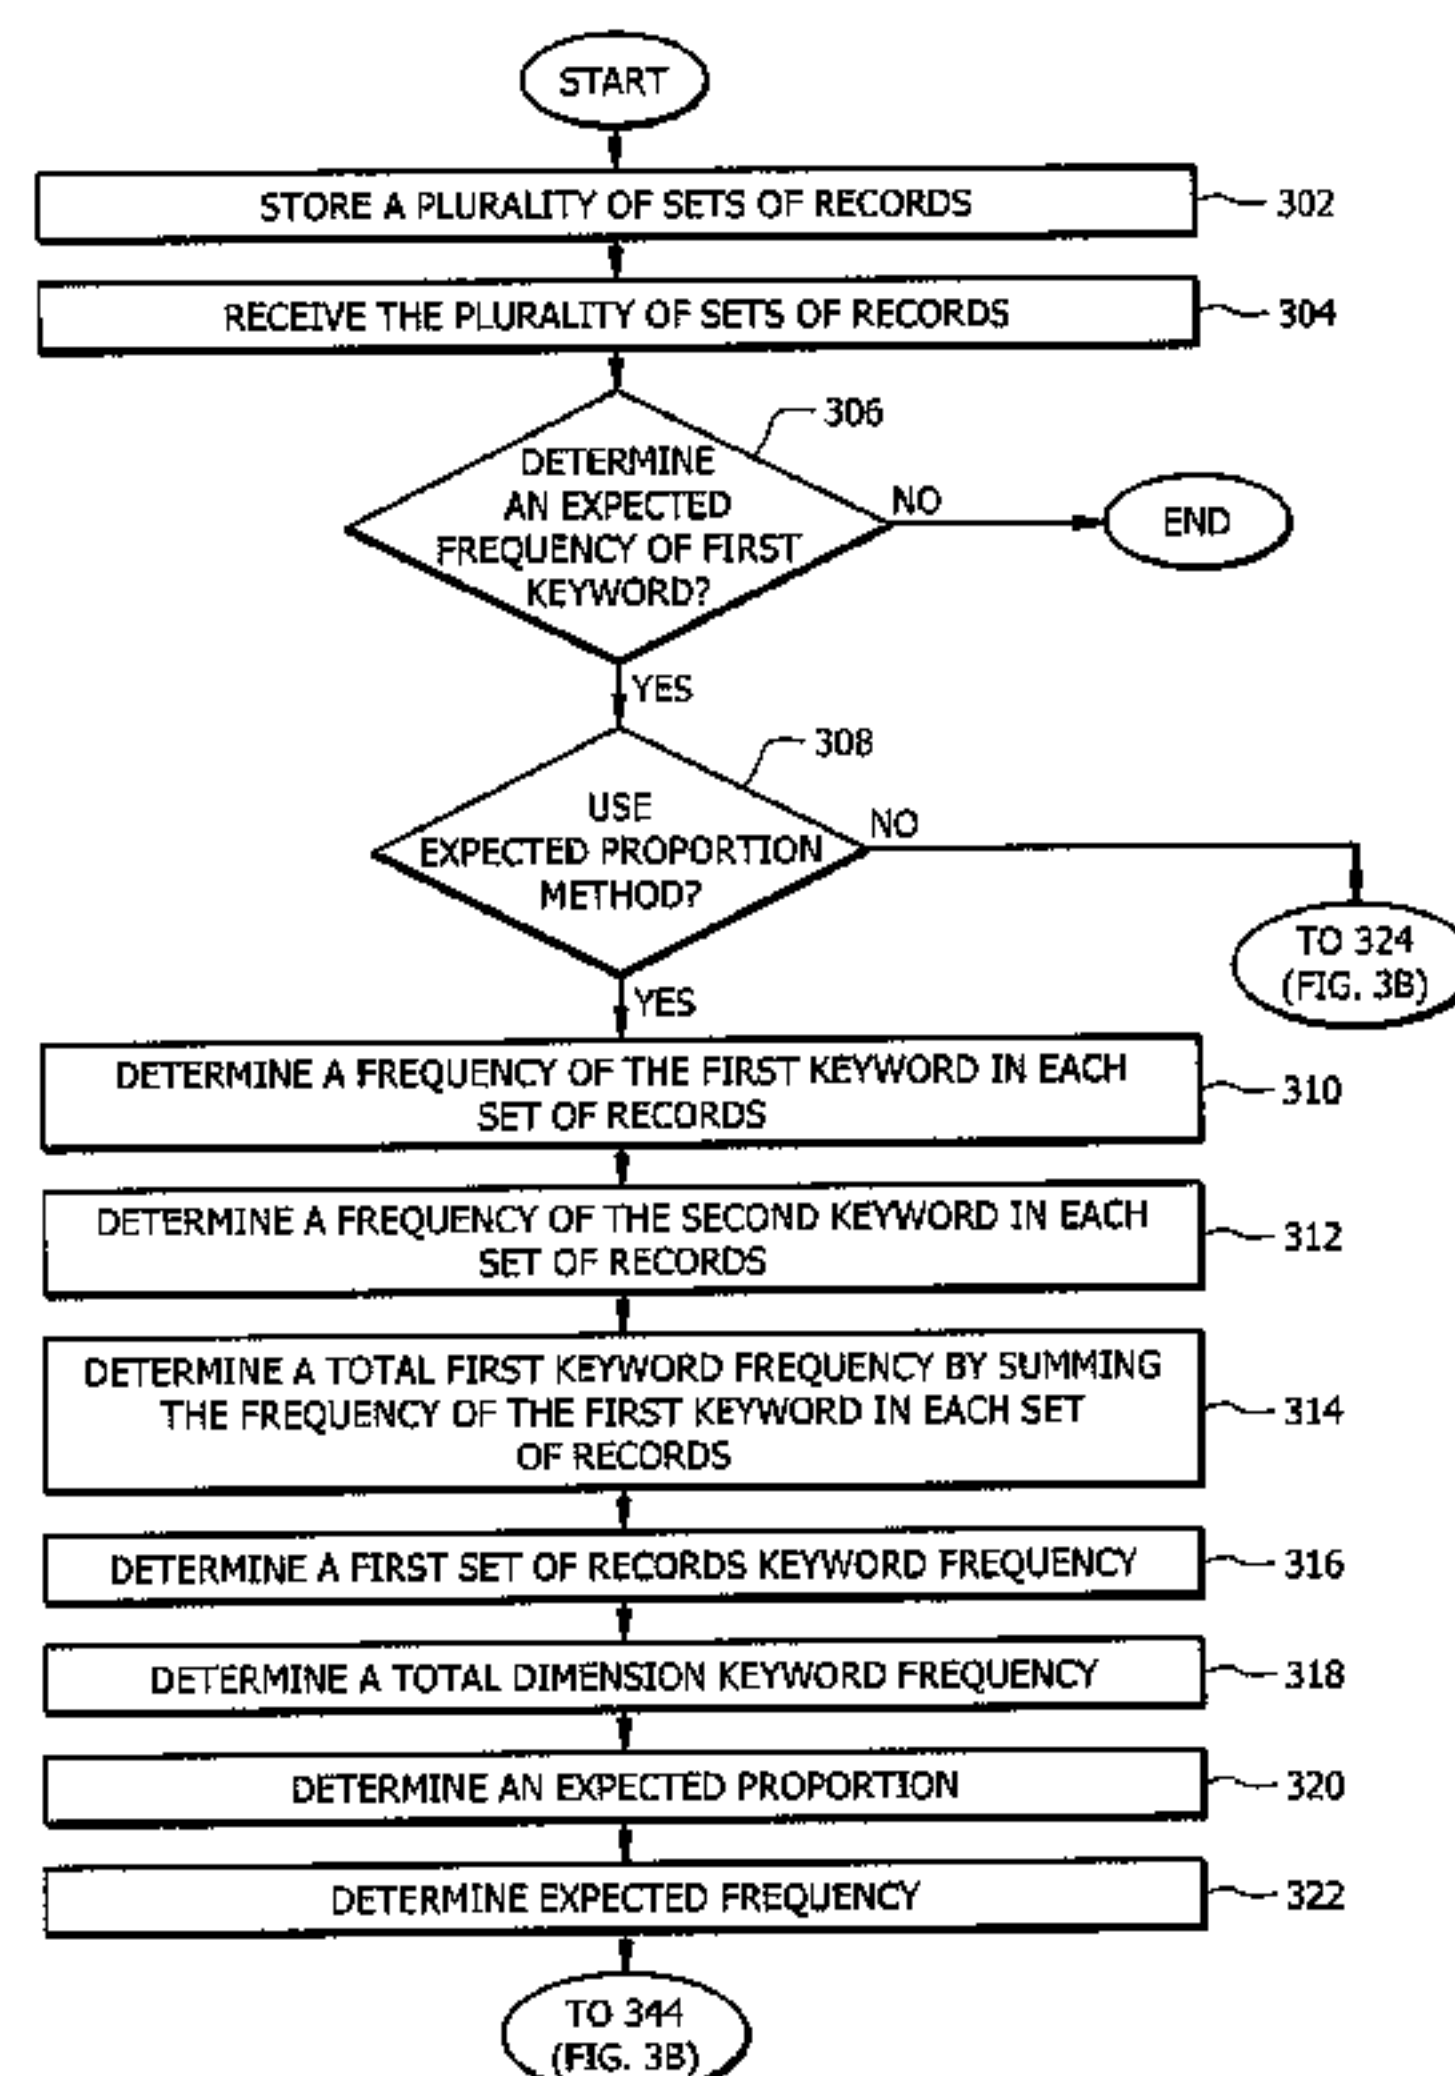 START
STORE A PLURALITY OF SETS OF RECORDS
302
RECEIVE THE PLURALITY OF SETS OF RECORDS
304
306
DETERMINE
AN EXPECTED
FREQUENCY OF FIRST
KEYWORD?
NO
END
YES
308
USE
EXPECTED PROPORTION
METHOD?
NO
TO 324
(FIG. 3B)
YES
DETERMINE A FREQUENCY OF THE FIRST KEYWORD IN EACH
SET OF RECORDS
310
DETERMINE A FREQUENCY OF THE SECOND KEYWORD IN EACH
SET OF RECORDS
312
DETERMINE A TOTAL FIRST KEYWORD FREQUENCY BY SUMMING
THE FREQUENCY OF THE FIRST KEYWORD IN EACH SET
OF RECORDS
314
DETERMINE A FIRST SET OF RECORDS KEYWORD FREQUENCY
316
DETERMINE A TOTAL DIMENSION KEYWORD FREQUENCY
318
DETERMINE AN EXPECTED PROPORTION
320
DETERMINE EXPECTED FREQUENCY
322
TO 344
(FIG. 3B)